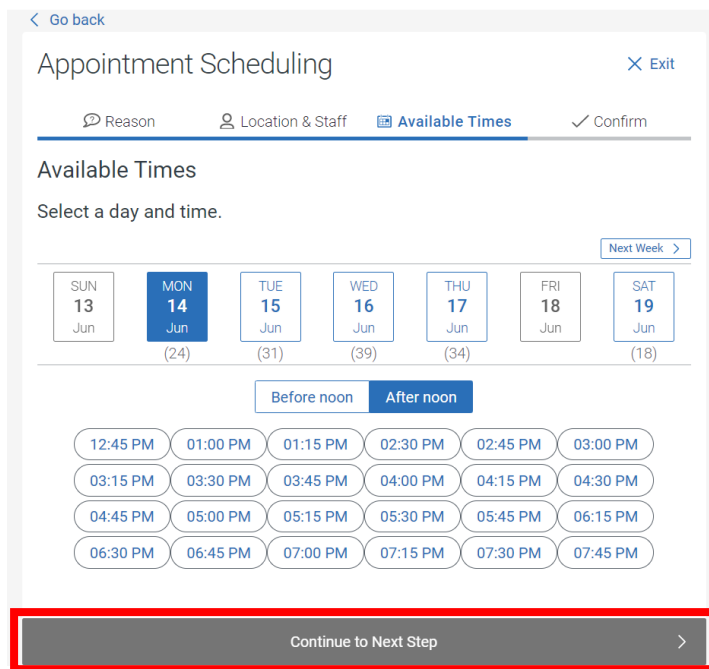 Go back
Appointment Scheduling
Exit
Reason Location & Staff Available Times Confirm
Available Times
Select a day and time.
Next Week
SUN MON TUE WED THU FRI SAT
13 14 15 16 17 18 19
Jun Jun Jun Jun Jun Jun Jun
(24) (31) (39) (34) (18)
Before noon After noon
12:45 PM 01:00 PM 01:15 PM 02:30 PM 02:45 PM 03:00 PM
03:15 PM 03:30 PM 03:45 PM 04:00 PM 04:15 PM 04:30 PM
04:45 PM 05:00 PM 05:15 PM 05:30 PM 05:45 PM 06:15 PM
06:30 PM 06:45 PM 07:00 PM 07:15 PM 07:30 PM 07:45 PM
Continue to Next Step